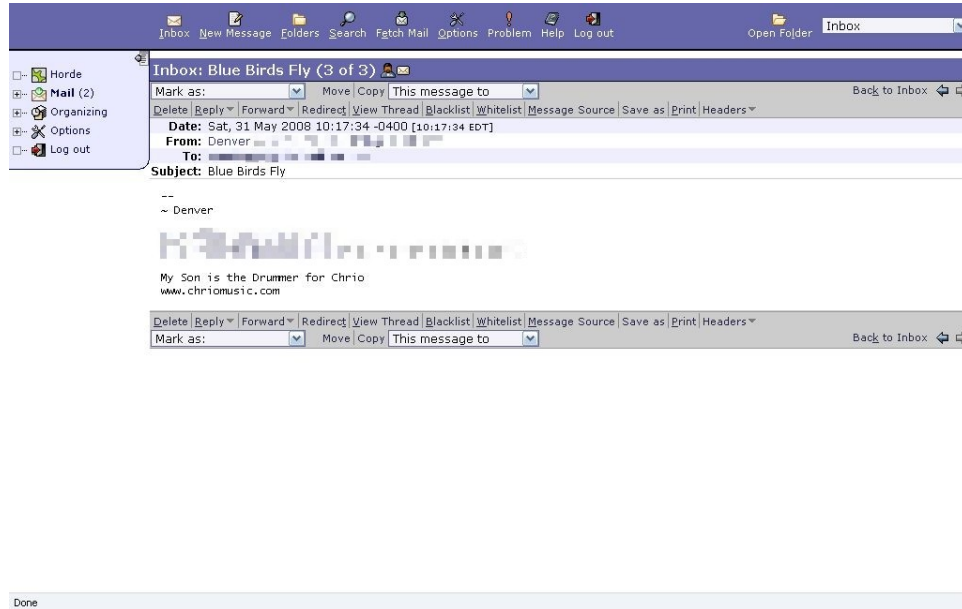 Inbox New Message Folders Search Fetch Mail Options Problem Help Log out Open Folder Inbox
Horde
Mail (2)
Organizing
Options
Log out
Inbox: Blue Birds Fly (3 of 3)
Mark as: Move Copy This message to Back to Inbox
Delete Reply Forward Redirect View Thread Blacklist Whitelist Message Source Save as Print Headers
Date: Sat, 31 May 2008 10:17:34 -0400 [10:17:34 EDT]
From: Denver
To:
Subject: Blue Birds Fly
--
~ Denver
My Son is the Drummer for Chrio
www.chriomusic.com
Delete Reply Forward Redirect View Thread Blacklist Whitelist Message Source Save as Print Headers
Mark as: Move Copy This message to Back to Inbox
Done